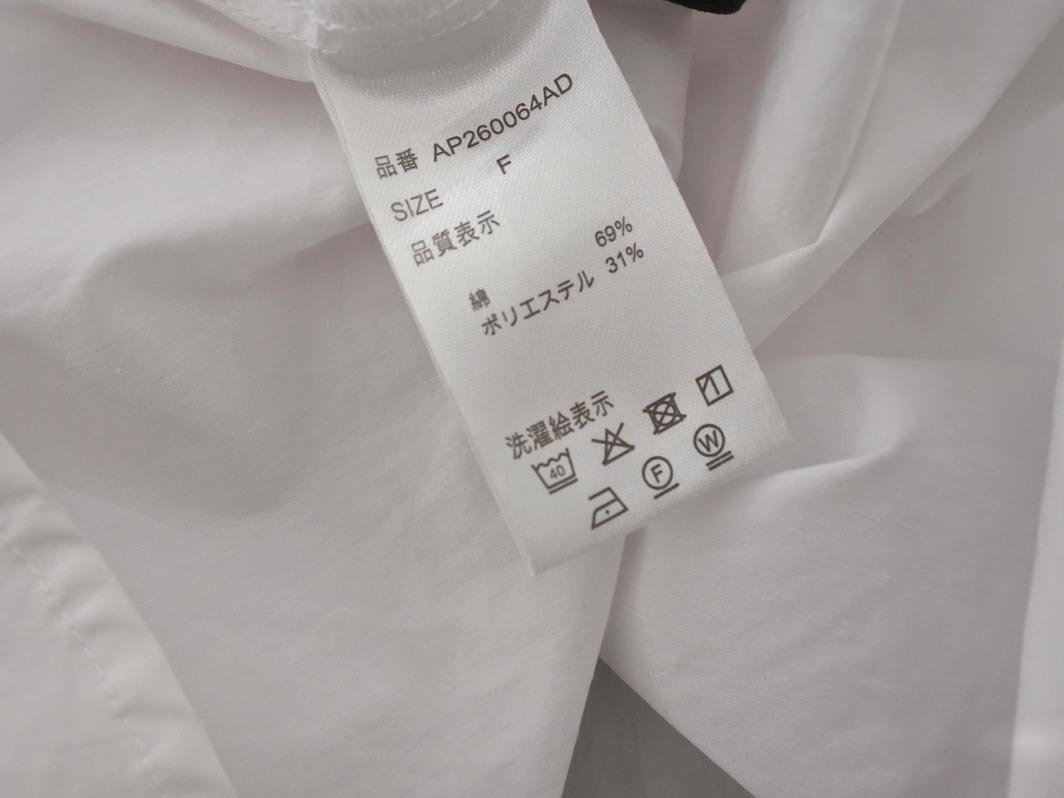 品番 AP260064AD
SIZE F
品質表示
綿 69%
ポリエステル 31%
洗濯絵表示
40
F W